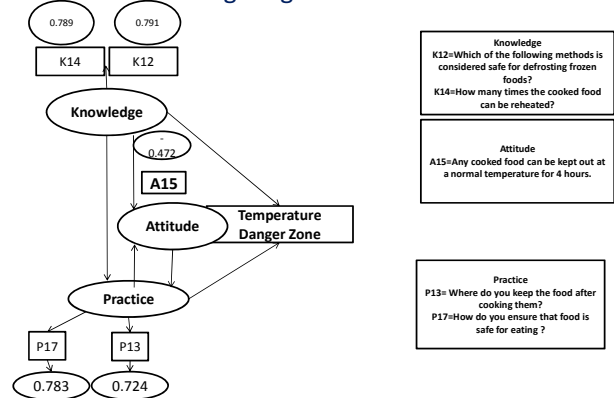 0.789
0.791
K14
K12
Knowledge
-
0.472
A15
Attitude
Temperature
Danger Zone
Practice
P17
P13
0.783
0.724
Knowledge
K12=Which of the following methods is
considered safe for defrosting frozen
foods?
K14=How many times the cooked food
can be reheated?
Attitude
A15=Any cooked food can be kept out at
a normal temperature for 4 hours.
Practice
P13= Where do you keep the food after
cooking them?
P17=How do you ensure that food is
safe for eating ?